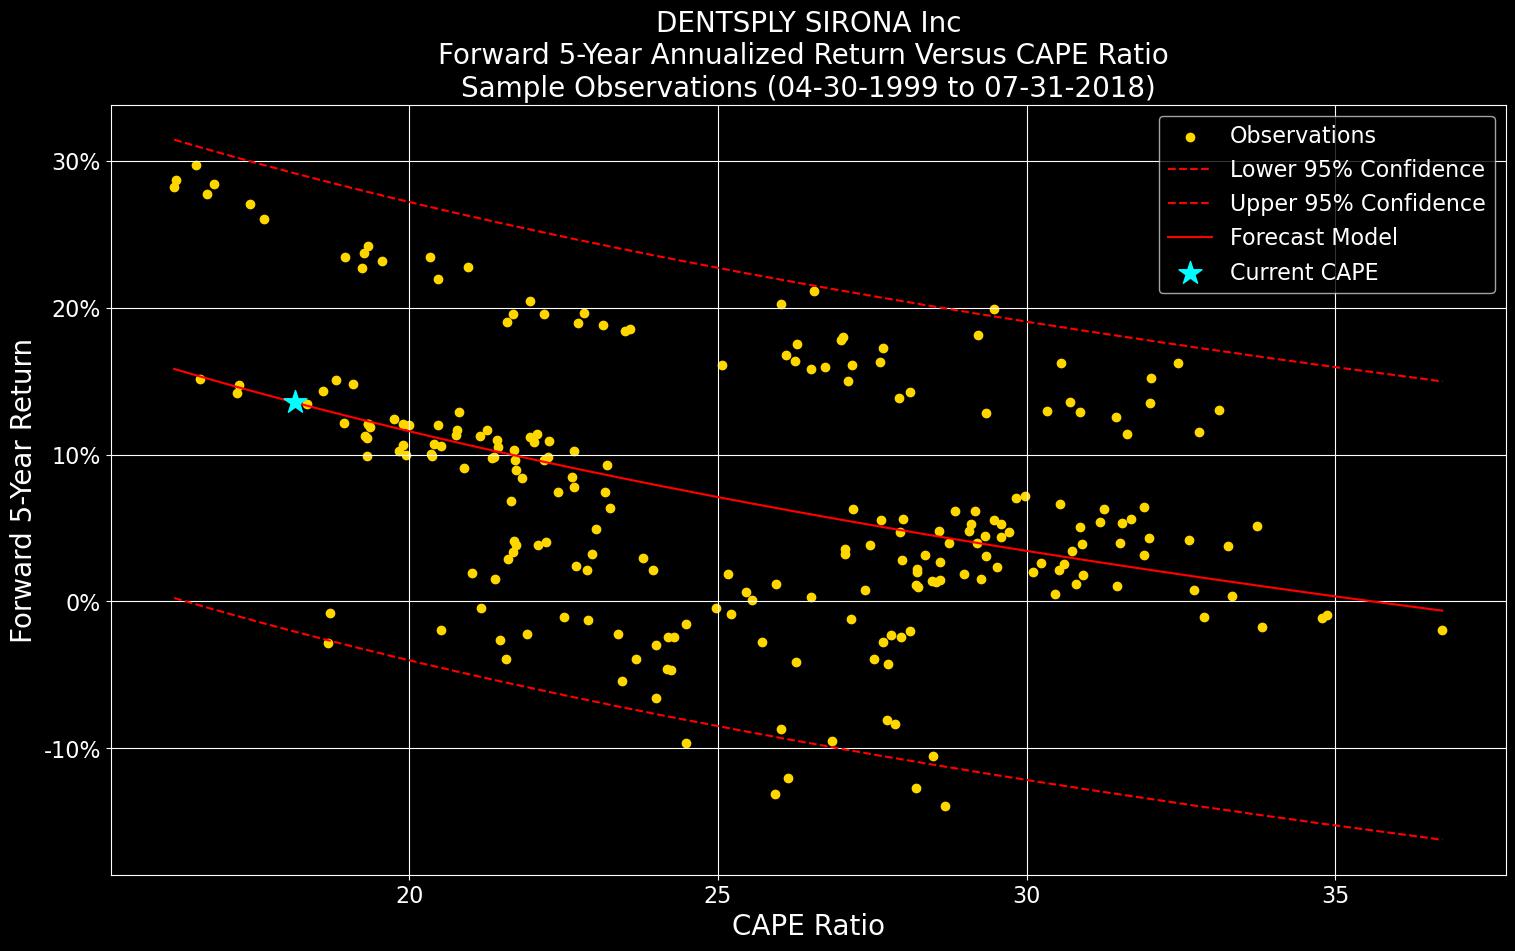 DENTSPLY SIRONA Inc
Forward 5-Year Annualized Return Versus CAPE Ratio
Sample Observations (04-30-1999 to 07-31-2018)
Observations
Lower 95% Confidence
Upper 95% Confidence
Forecast Model
Current CAPE
Forward 5-Year Return
30%
20%
10%
0%
-10%
20
25
30
35
CAPE Ratio